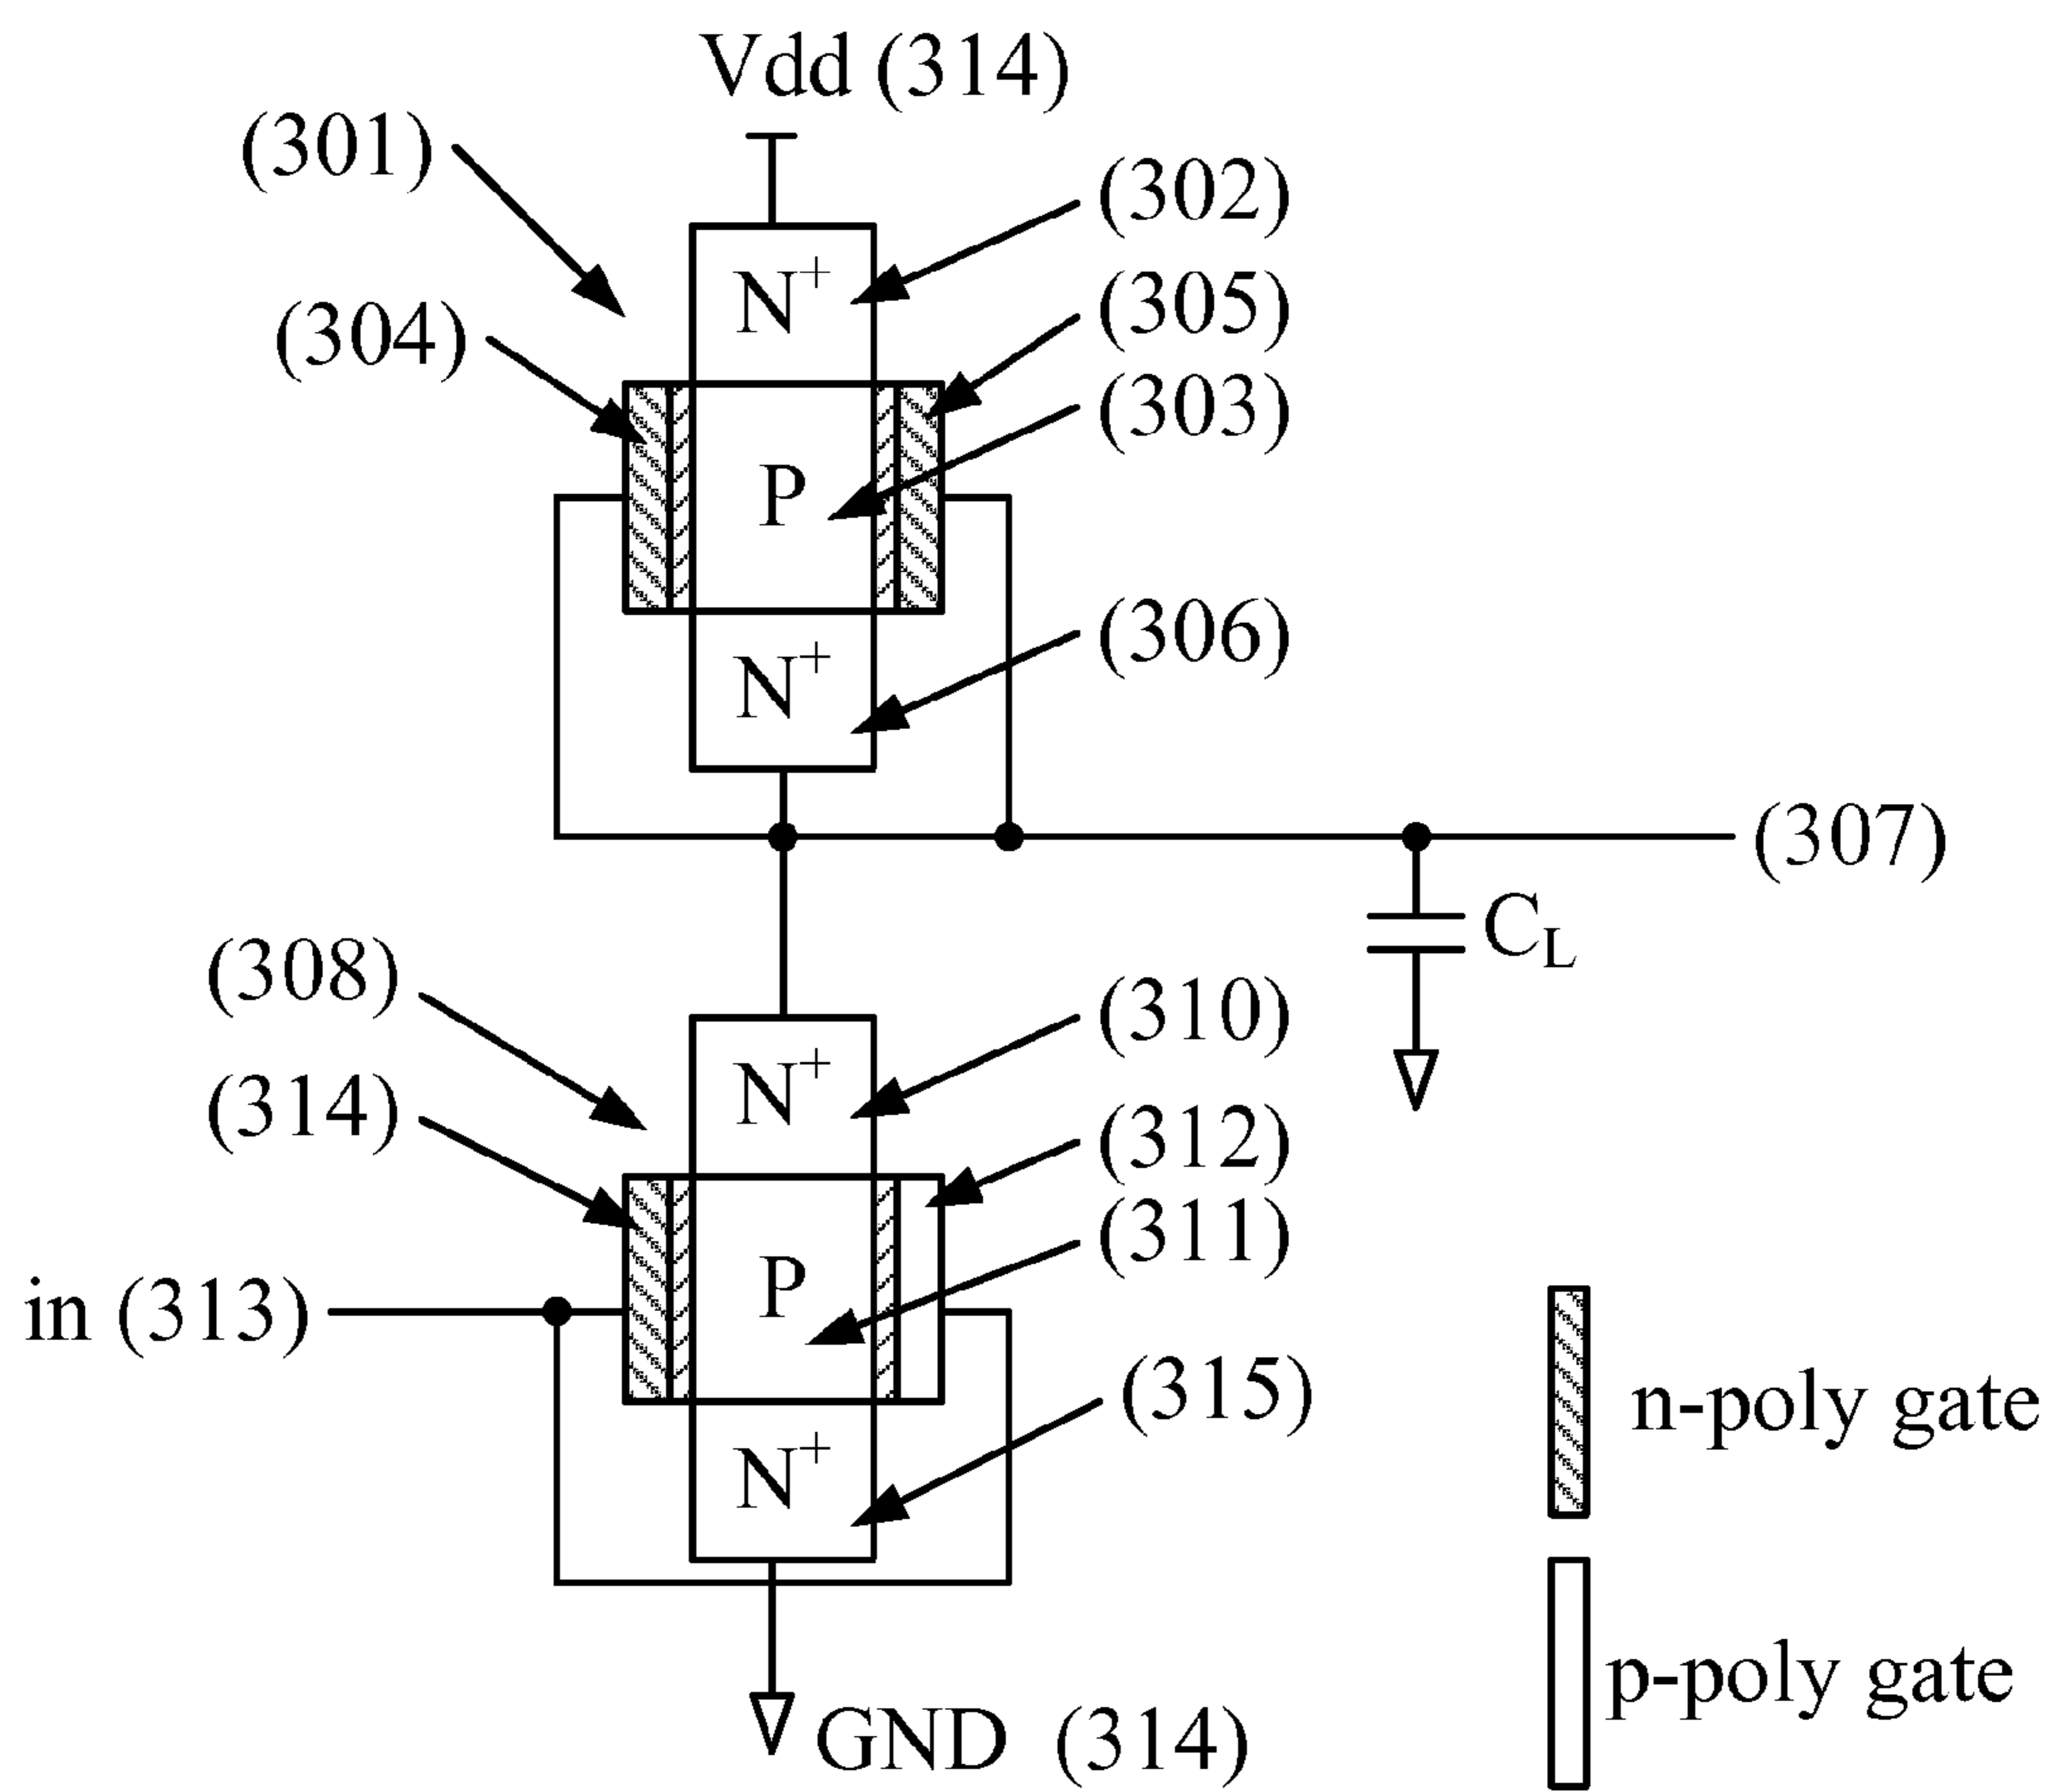 Vdd (314)
(301)
(302)
N+
(304)
(305)
(303)
P
(306)
N+
(307)
CL
(308)
(310)
N+
(314)
(312)
(311)
P
in (313)
(315)
n-poly gate
N+
p-poly gate
GND (314)